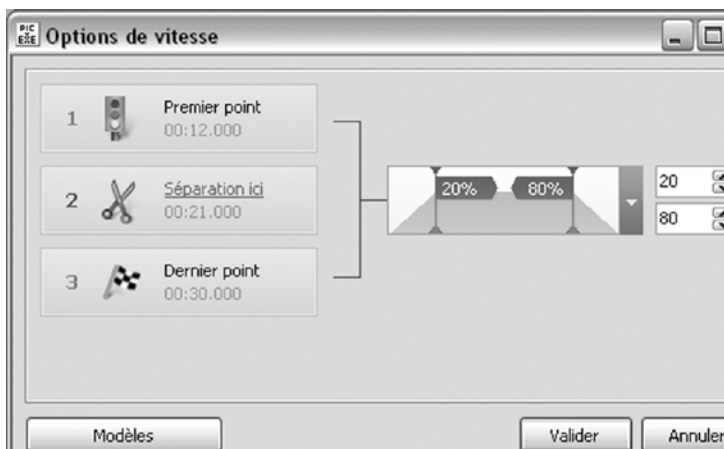 PIC
EXE
Options de vitesse
1
Premier point
00:12.000
2
Séparation ici
00:21.000
3
Dernier point
00:30.000
20%
80%
20
80
Modèles
Valider
Annuler